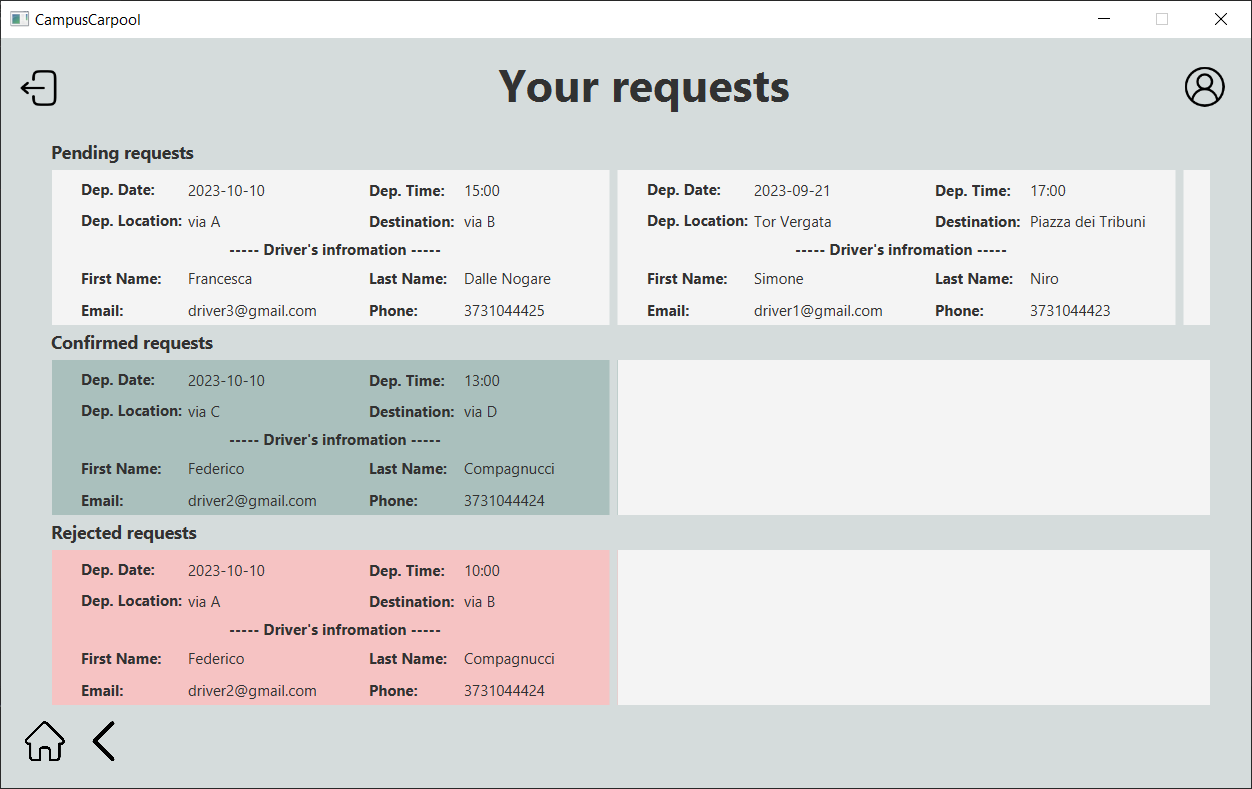 CampusCarpool
Your requests
Pending requests
Dep. Date: 2023-10-10 Dep. Time: 15:00
Dep. Location: via A Destination: via B
----- Driver's infromation -----
First Name: Francesca Last Name: Dalle Nogare
Email: driver3@gmail.com Phone: 3731044425
Dep. Date: 2023-09-21 Dep. Time: 17:00
Dep. Location: Tor Vergata Destination: Piazza dei Tribuni
----- Driver's infromation -----
First Name: Simone Last Name: Niro
Email: driver1@gmail.com Phone: 3731044423
Confirmed requests
Dep. Date: 2023-10-10 Dep. Time: 13:00
Dep. Location: via C Destination: via D
----- Driver's infromation -----
First Name: Federico Last Name: Compagnucci
Email: driver2@gmail.com Phone: 3731044424
Rejected requests
Dep. Date: 2023-10-10 Dep. Time: 10:00
Dep. Location: via A Destination: via B
----- Driver's infromation -----
First Name: Federico Last Name: Compagnucci
Email: driver2@gmail.com Phone: 3731044424